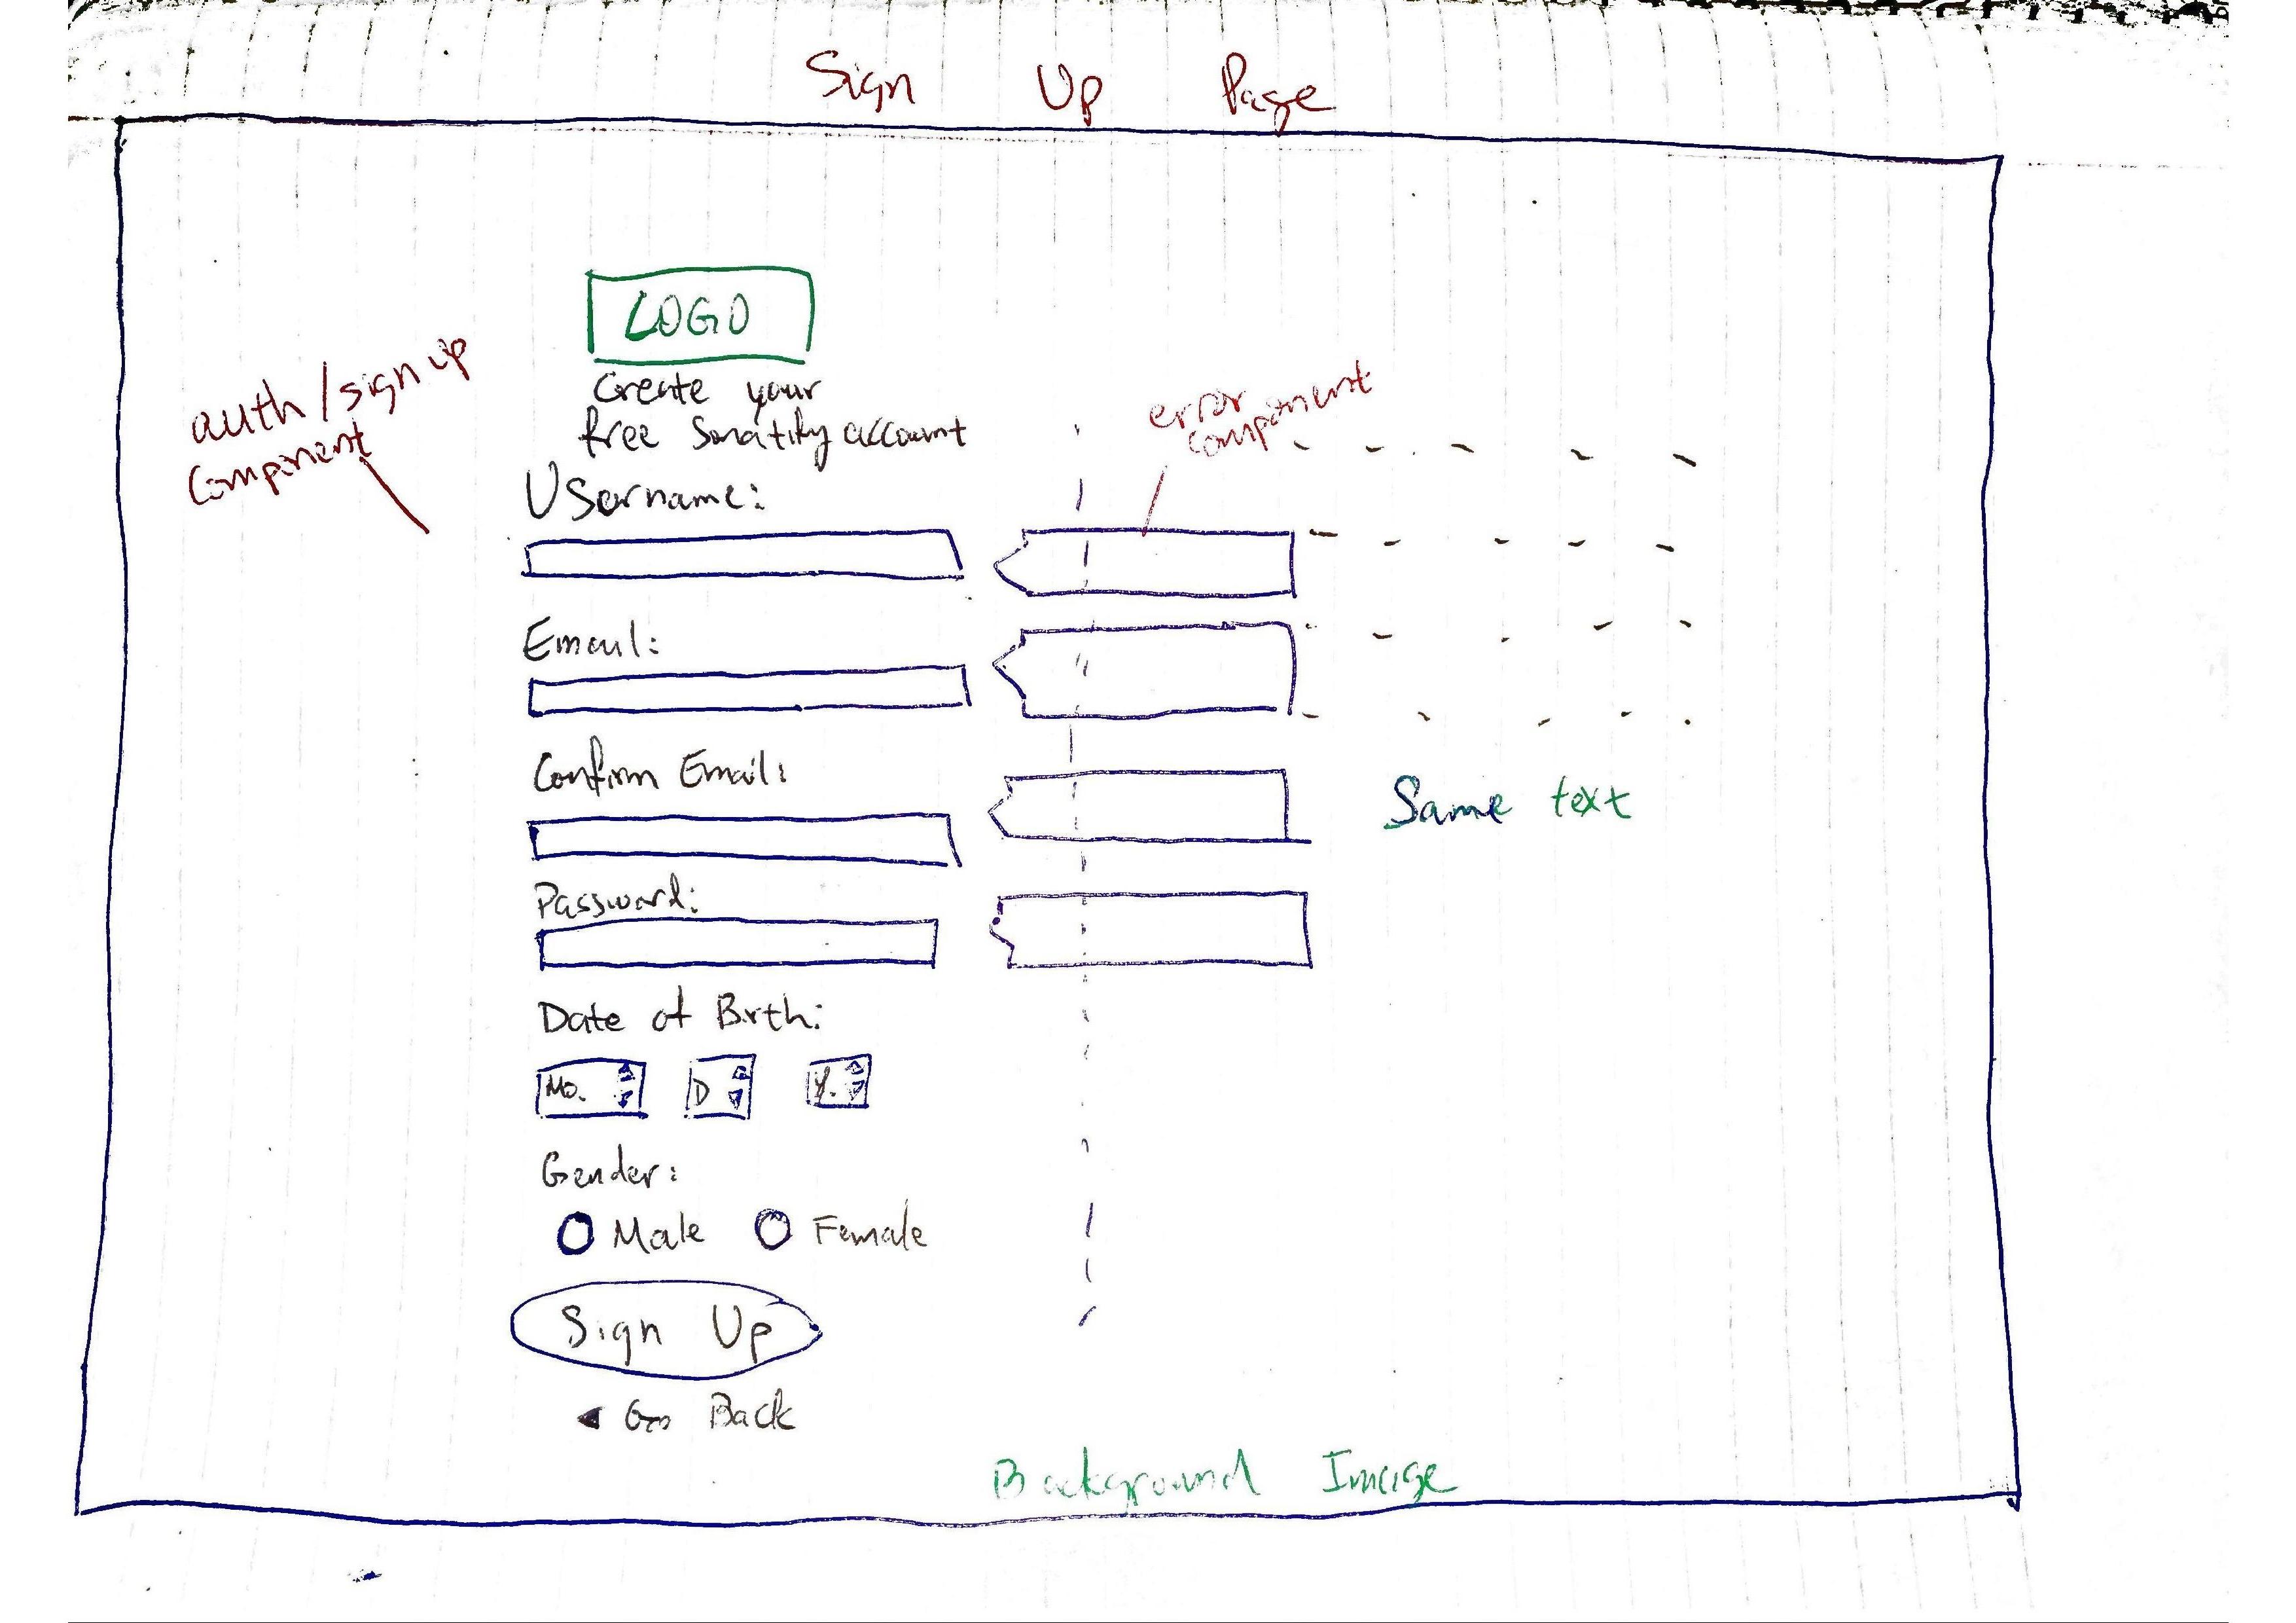 Sign Up Page
LOGO
Create your
free Sonatify account
auth/sign up
component
error
component
Username:
Email:
Confirm Email:
Same text
Password:
Date of Birth:
Mo. D Y.
Gender:
Male Female
Sign Up
Go Back
Background Image